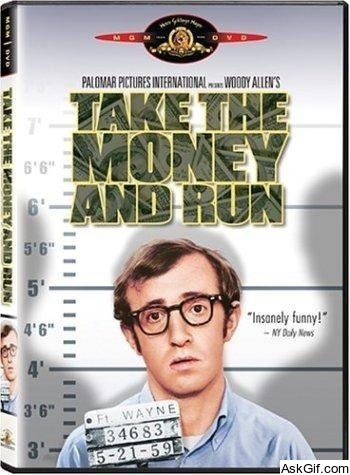 MGM DVD
PALOMAR PICTURES INTERNATIONAL PRESENTS WOODY ALLEN'S
TAKE THE
MONEY
AND RUN
TAKE THE MONEY AND RUN
MGM DVD
7'
6'6"
6'
5'6"
5'
4'6"
4'
3'6"
3'
"Insanely funny!"
– NY Daily News
Ft. WAYNE
34683
5-21-59
AskGif.com